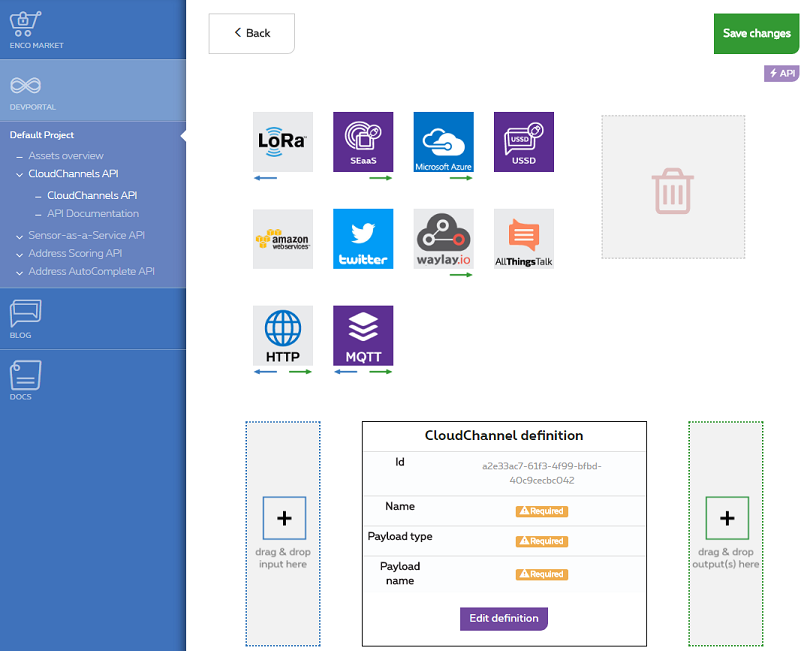 ENCO MARKET
DEVPORTAL
Default Project
Assets overview
CloudChannels API
CloudChannels API
API Documentation
Sensor-as-a-Service API
Address Scoring API
Address AutoComplete API
BLOG
DOCS
Back
Save changes
API
LoRa
SEaaS
Microsoft Azure
USSD
USSD
amazon
webservices
twitter
waylay.io
AllThingsTalk
HTTP
MQTT
drag & drop
input here
CloudChannel definition
Id
a2e33ac7-61f3-4f99-bfbd-
40c9cecbc042
Name
Required
Payload type
Required
Payload
name
Required
Edit definition
drag & drop
output(s) here